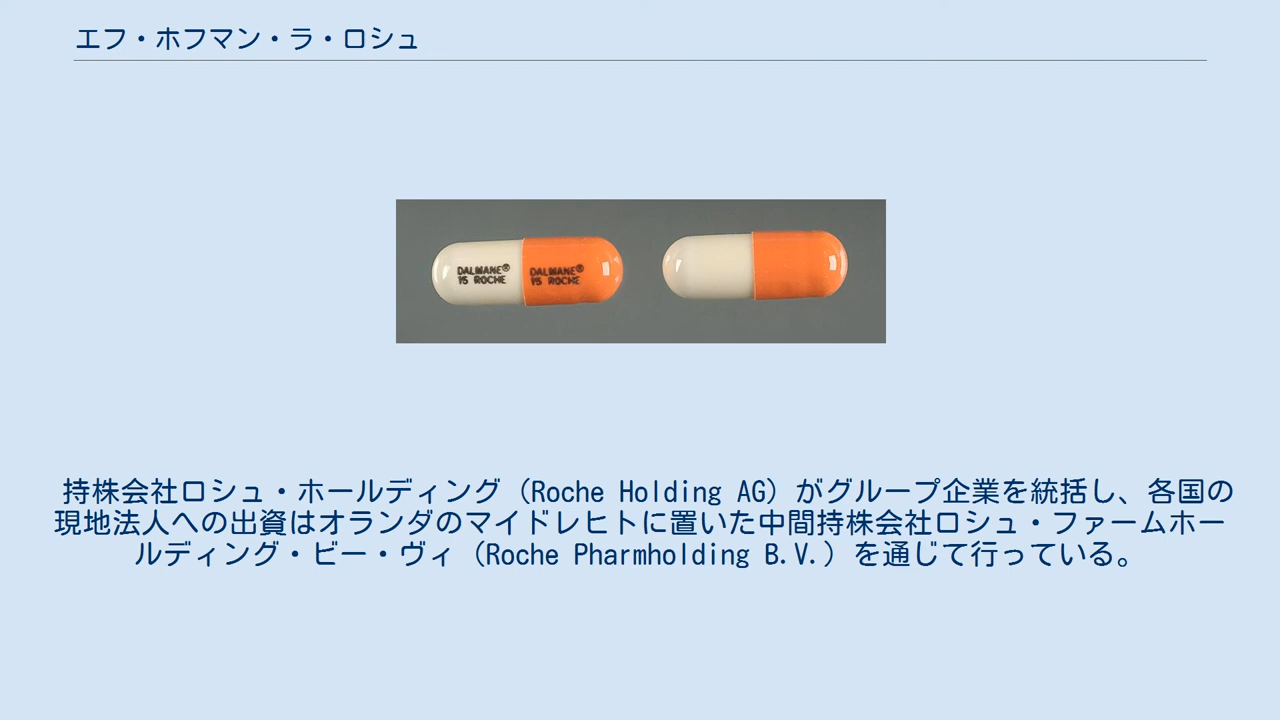 エフ・ホフマン・ラ・ロシュ
DALMANE® DALMANE®
15 ROCHE 15 ROCHE
持株会社ロシュ・ホールディング（Roche Holding AG）がグループ企業を統括し、各国の
現地法人への出資はオランダのマイドレヒトに置いた中間持株会社ロシュ・ファームホー
ルディング・ビー・ヴィ（Roche Pharmholding B.V.）を通じて行っている。